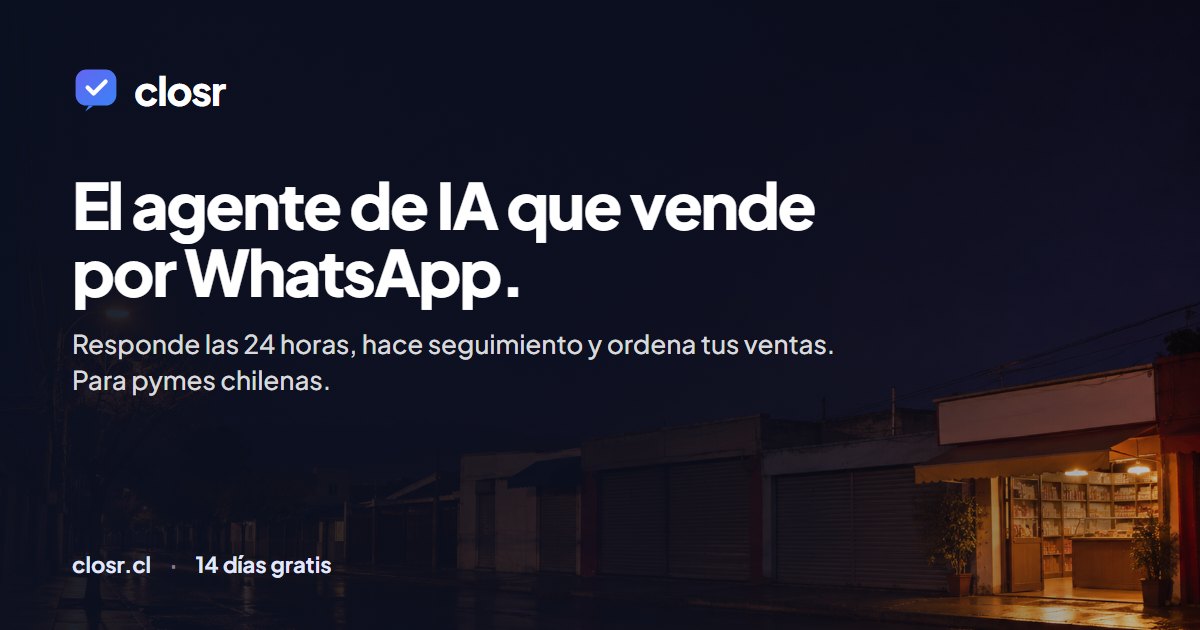 closr
El agente de IA que vende
por WhatsApp.
Responde las 24 horas, hace seguimiento y ordena tus ventas.
Para pymes chilenas.
closr.cl · 14 días gratis